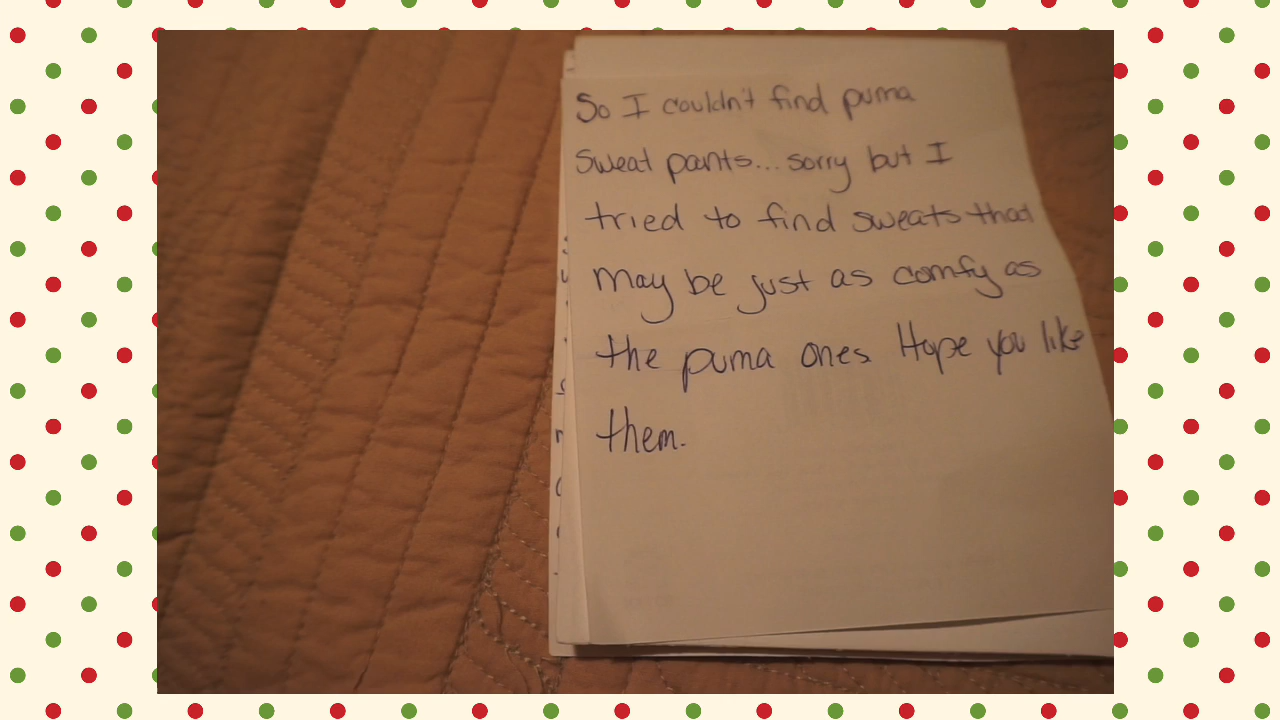 So I couldn't find puma
sweat pants... sorry but I
tried to find sweats that
may be just as comfy as
the puma ones Hope you like
them.